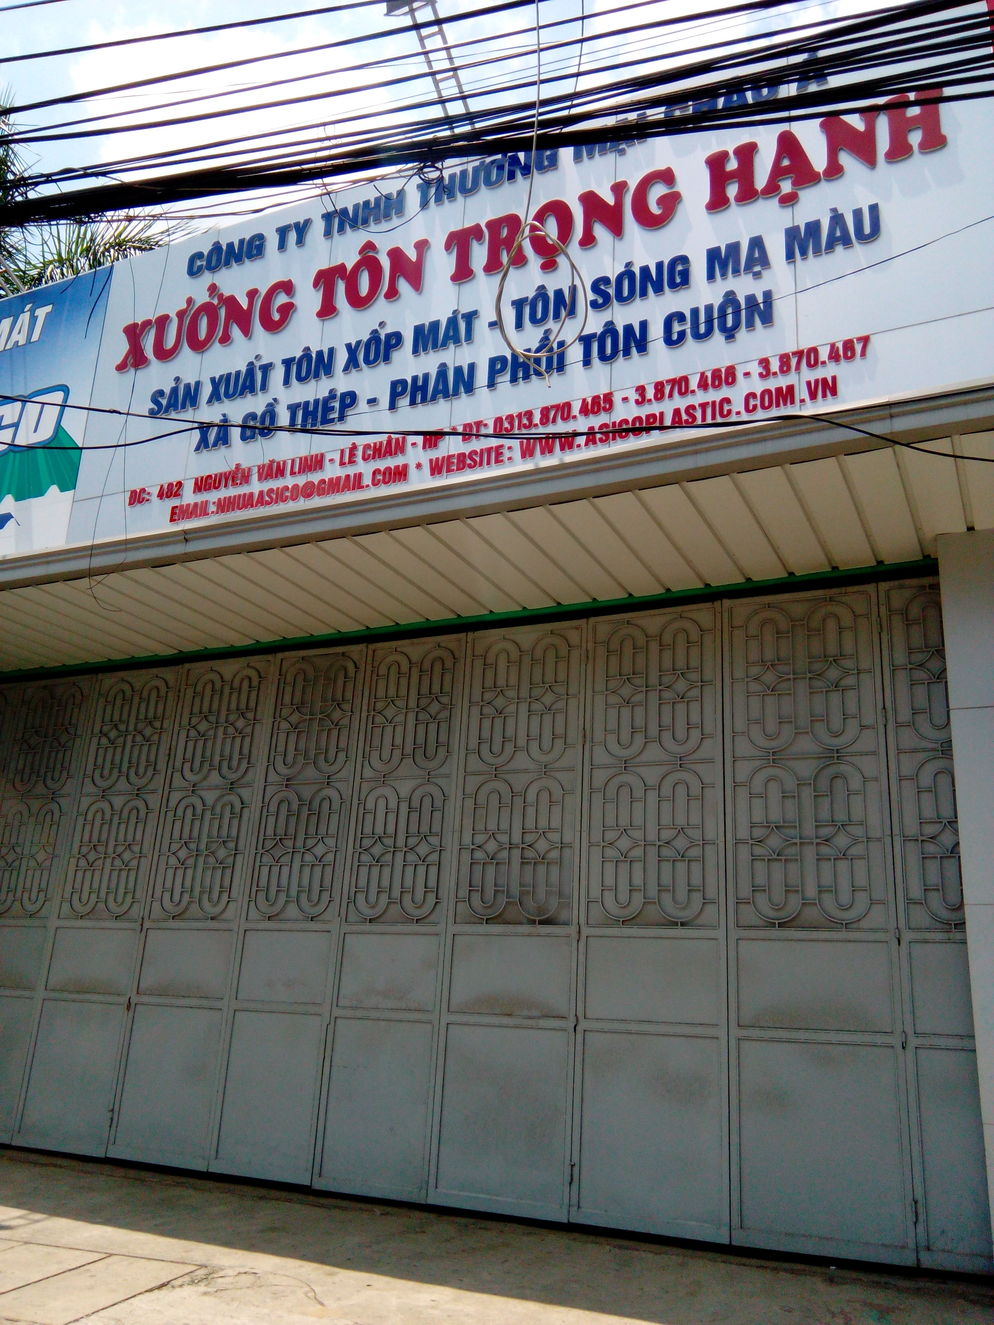 CÔNG TY TNHH THƯƠNG MẠI CHÂU Á
XƯỞNG TÔN TRỌNG HẠNH
SẢN XUẤT TÔN XỐP MÁT - TÔN SÓNG MẠ MÀU
XÀ GỒ THÉP - PHÂN PHỐI TÔN CUỘN
ĐC: 482 NGUYỄN VĂN LINH - LÊ CHÂN - HP * ĐT: 0313.870.465 - 3.870.466 - 3.870.467
EMAIL:NHUAASICO@GMAIL.COM * WEBSITE: WWW.ASICOPLASTIC.COM.VN
MÁT